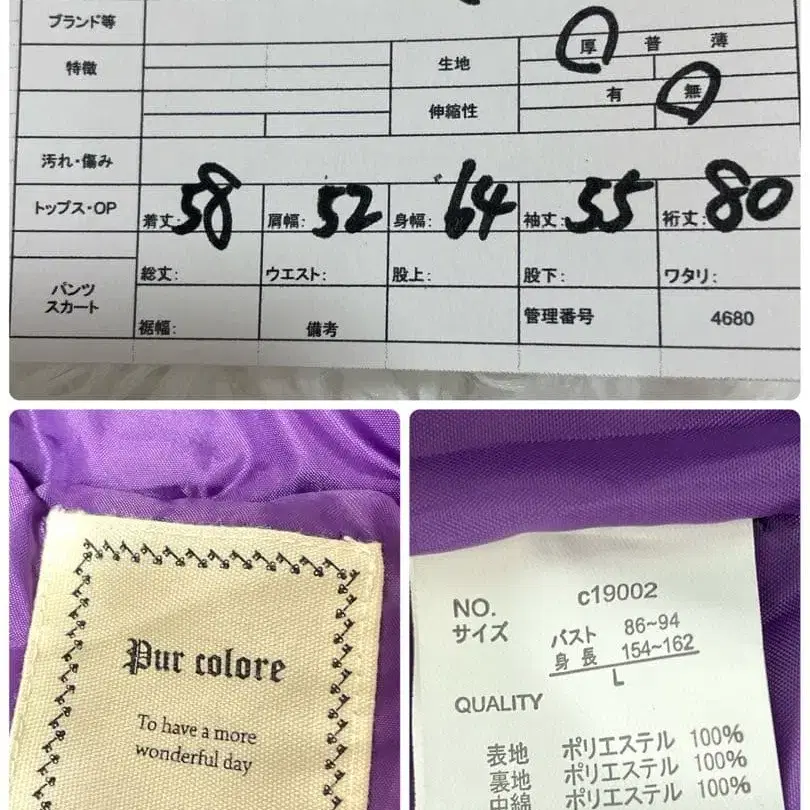 ブランド等
特徴
生地
厚 普 薄
伸縮性
有 無
汚れ・傷み
トップス・OP
着丈: 58
肩幅: 52
身幅: 64
袖丈: 55
裄丈: 80
パンツ
スカート
総丈:
ウエスト:
股上:
股下:
ワタリ:
裾幅:
備考
管理番号
4680
Pur colore
To have a more
wonderful day
NO. c19002
サイズ バスト 86~94
身長 154~162
L
QUALITY
表地 ポリエステル 100%
裏地 ポリエステル 100%
中綿 ポリエステル 100%